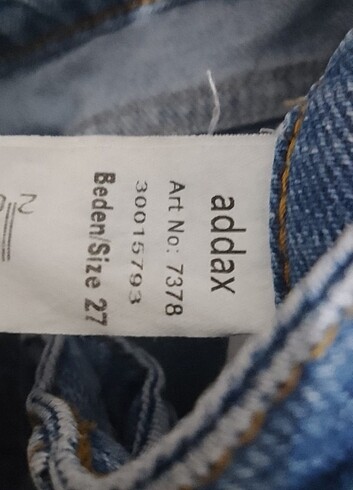 addax
Art No: 7378
30015793
Beden/Size 27